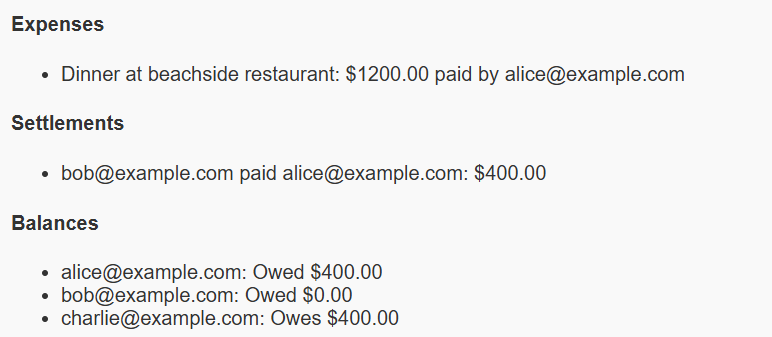 Expenses
• Dinner at beachside restaurant: $1200.00 paid by alice@example.com
Settlements
• bob@example.com paid alice@example.com: $400.00
Balances
• alice@example.com: Owed $400.00
• bob@example.com: Owed $0.00
• charlie@example.com: Owes $400.00